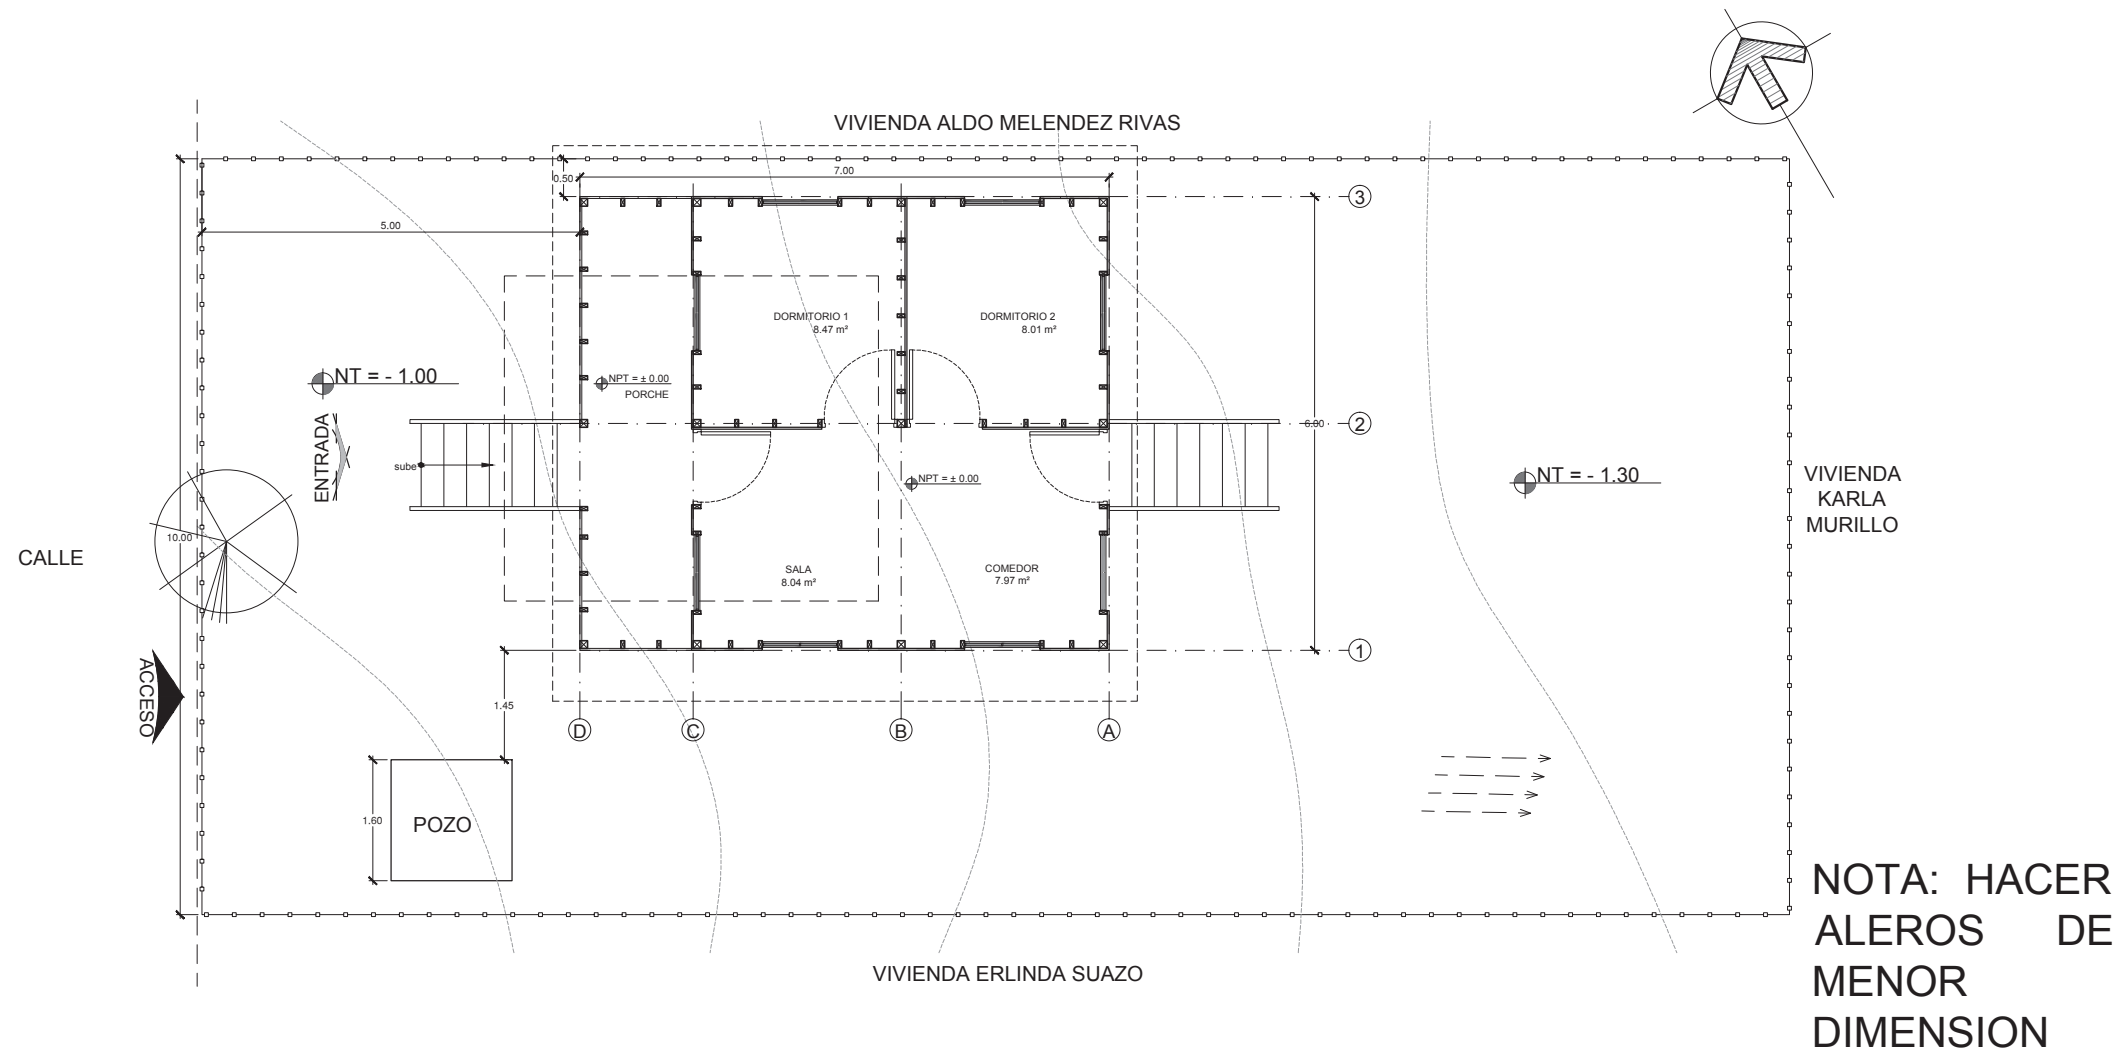 VIVIENDA ALDO MELENDEZ RIVAS
0.50
7.00
3
5.00
DORMITORIO 1
8.47 m²
DORMITORIO 2
8.01 m²
NT = - 1.00
NPT = ± 0.00
PORCHE
ENTRADA
2
6.00
sube
NPT = ± 0.00
NT = - 1.30
VIVIENDA
KARLA
MURILLO
10.00
CALLE
SALA
8.04 m²
COMEDOR
7.97 m²
1
ACCESO
1.45
D
C
B
A
1.60
POZO
NOTA: HACER
ALEROS DE
MENOR
DIMENSION
VIVIENDA ERLINDA SUAZO